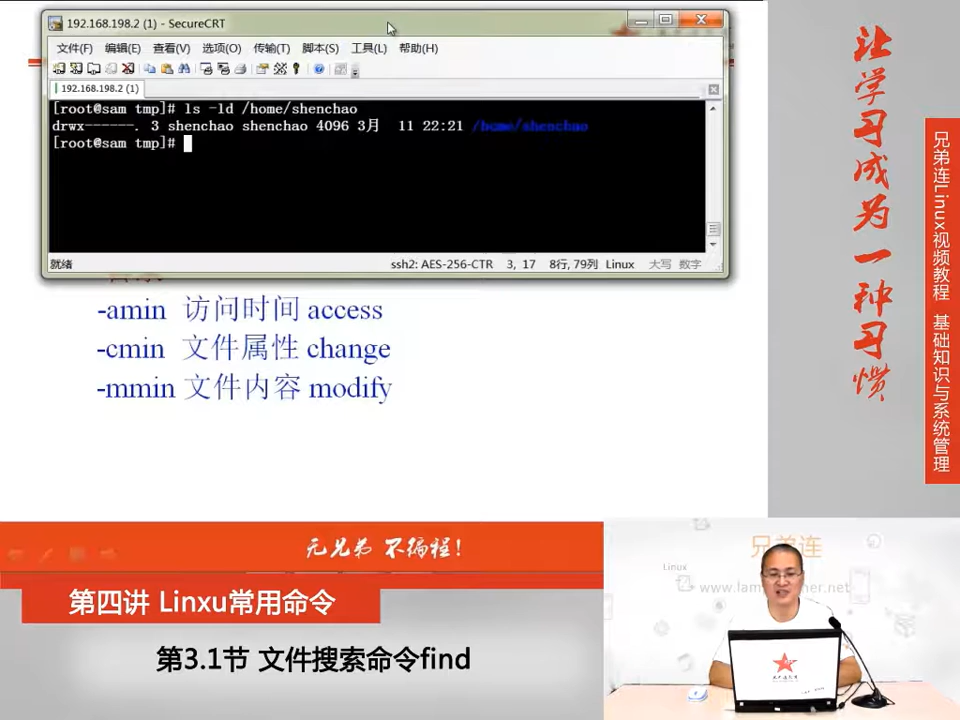 192.168.198.2 (1) - SecureCRT
文件(F) 编辑(E) 查看(V) 选项(O) 传输(T) 脚本(S) 工具(L) 帮助(H)
192.168.198.2 (1)
[root@sam tmp]# ls -ld /home/shenchao
drwx------. 3 shenchao shenchao 4096 3月  11 22:21 /home/shenchao
[root@sam tmp]#
就绪
ssh2: AES-256-CTR 3, 17 8行, 79列 Linux 大写 数字
-amin 访问时间 access
-cmin 文件属性 change
-mmin 文件内容 modify
让学习成为一种习惯
兄弟连Linux视频教程 基础知识与系统管理
无兄弟 不编程!
第四讲 Linxu常用命令
第3.1节 文件搜索命令find
兄弟连
Linux